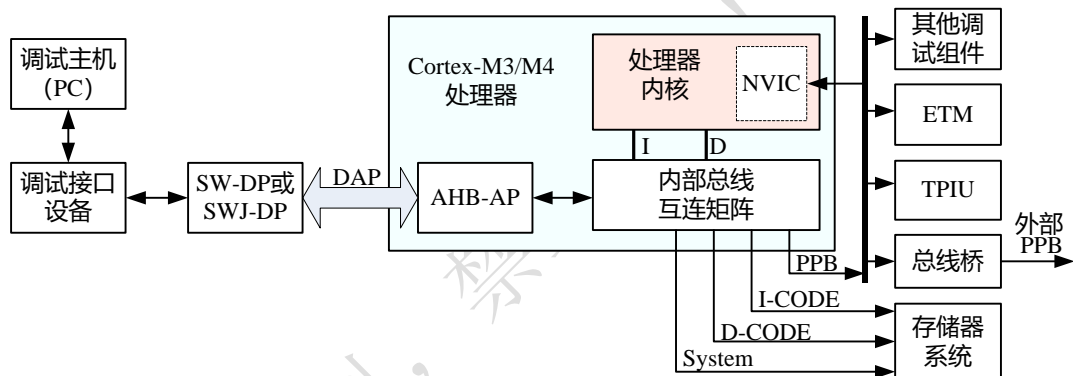 调试主机
（PC）
调试接口
设备
SW-DP或
SWJ-DP
DAP
Cortex-M3/M4
处理器
AHB-AP
处理器
内核
NVIC
I
D
内部总线
互连矩阵
PPB
I-CODE
D-CODE
System
其他调
试组件
ETM
TPIU
总线桥
外部
PPB
存储器
系统
禁